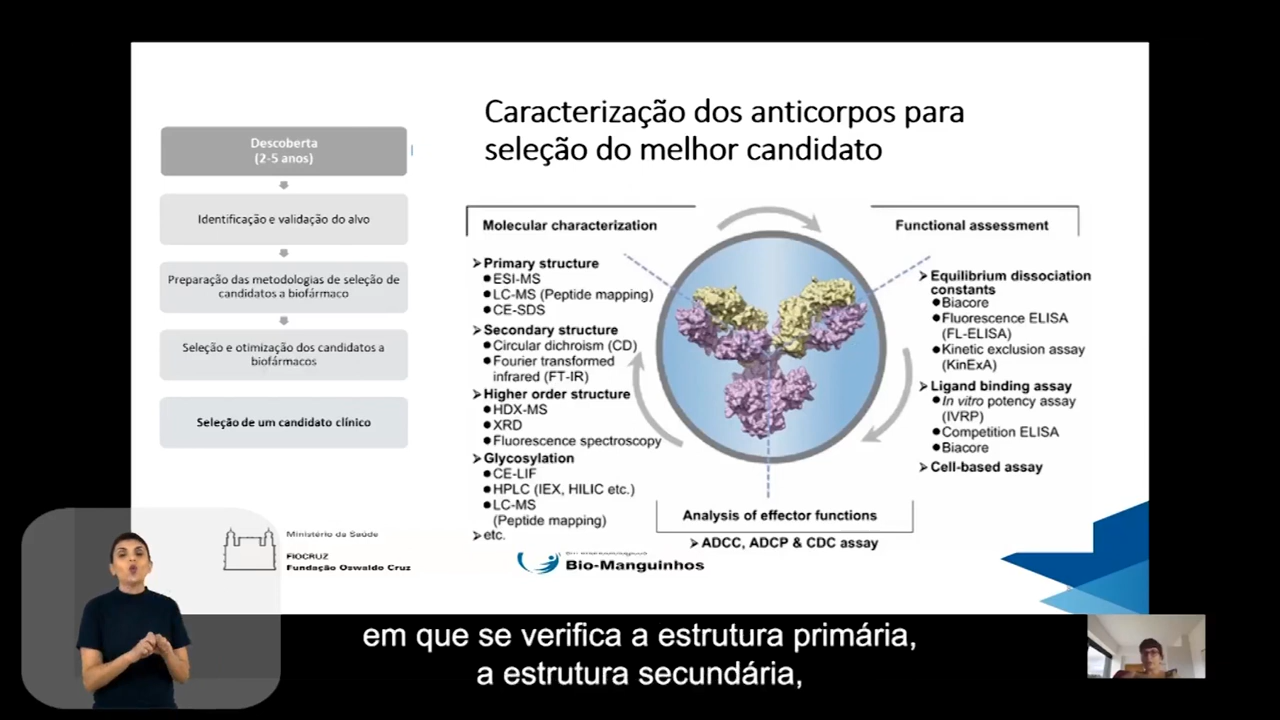 Caracterização dos anticorpos para
seleção do melhor candidato
Descoberta
(2-5 anos)
Identificação e validação do alvo
Preparação das metodologias de seleção de
candidatos a biofármaco
Seleção e otimização dos candidatos a
biofármacos
Seleção de um candidato clínico
Molecular characterization
➢Primary structure
●ESI-MS
●LC-MS (Peptide mapping)
●CE-SDS
➢Secondary structure
●Circular dichroism (CD)
●Fourier transformed
infrared (FT-IR)
➢Higher order structure
●HDX-MS
●XRD
●Fluorescence spectroscopy
➢Glycosylation
●CE-LIF
●HPLC (IEX, HILIC etc.)
●LC-MS
(Peptide mapping)
➢etc.
Functional assessment
➢Equilibrium dissociation
constants
●Biacore
●Fluorescence ELISA
(FL-ELISA)
●Kinetic exclusion assay
(KinExA)
➢Ligand binding assay
●In vitro potency assay
(IVRP)
●Competition ELISA
●Biacore
➢Cell-based assay
Analysis of effector functions
➢ADCC, ADCP & CDC assay
Ministério da Saúde
FIOCRUZ
Fundação Oswaldo Cruz
Bio-Manguinhos
em que se verifica a estrutura primária,
a estrutura secundária,